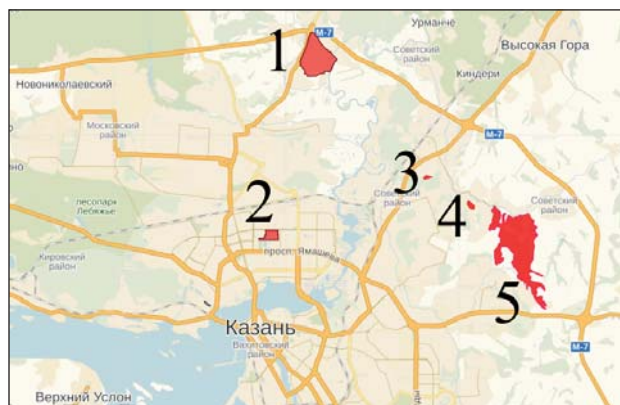 Урманче
М-7
1
Советский район
Высокая Гора
Новониколаевский
Киндери
Московский район
М-7
3
Советский район
4
Советский район
лесопарк Лебяжье
2
просп. Ямашева
Кировский район
5
Казань
Вахитовский район
М-7
Верхний Услон